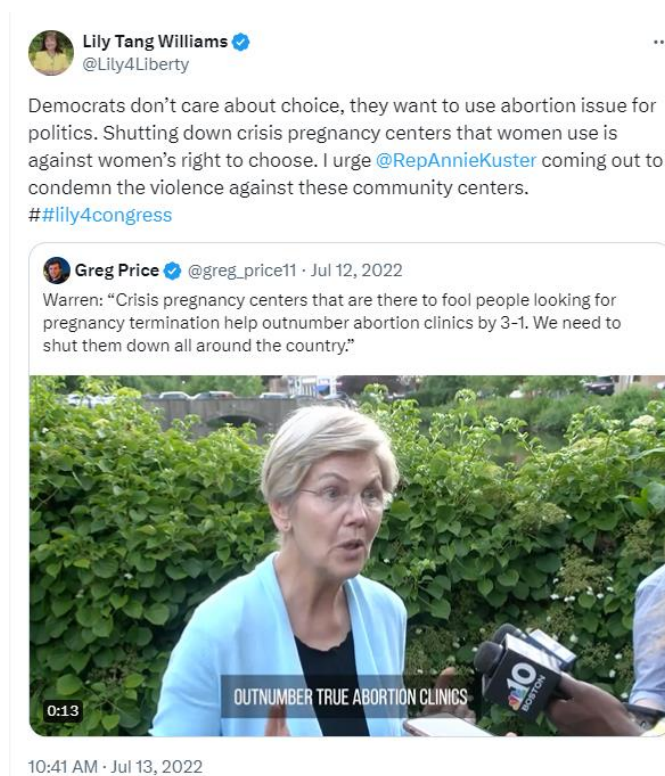 Lily Tang Williams
@Lily4Liberty
Democrats don’t care about choice, they want to use abortion issue for
politics. Shutting down crisis pregnancy centers that women use is
against women’s right to choose. I urge @RepAnnieKuster coming out to
condemn the violence against these community centers.
##lily4congress
Greg Price @greg_price11 · Jul 12, 2022
Warren: “Crisis pregnancy centers that are there to fool people looking for
pregnancy termination help outnumber abortion clinics by 3-1. We need to
shut them down all around the country.”
OUTNUMBER TRUE ABORTION CLINICS
10
BOSTON
0:13
10:41 AM · Jul 13, 2022